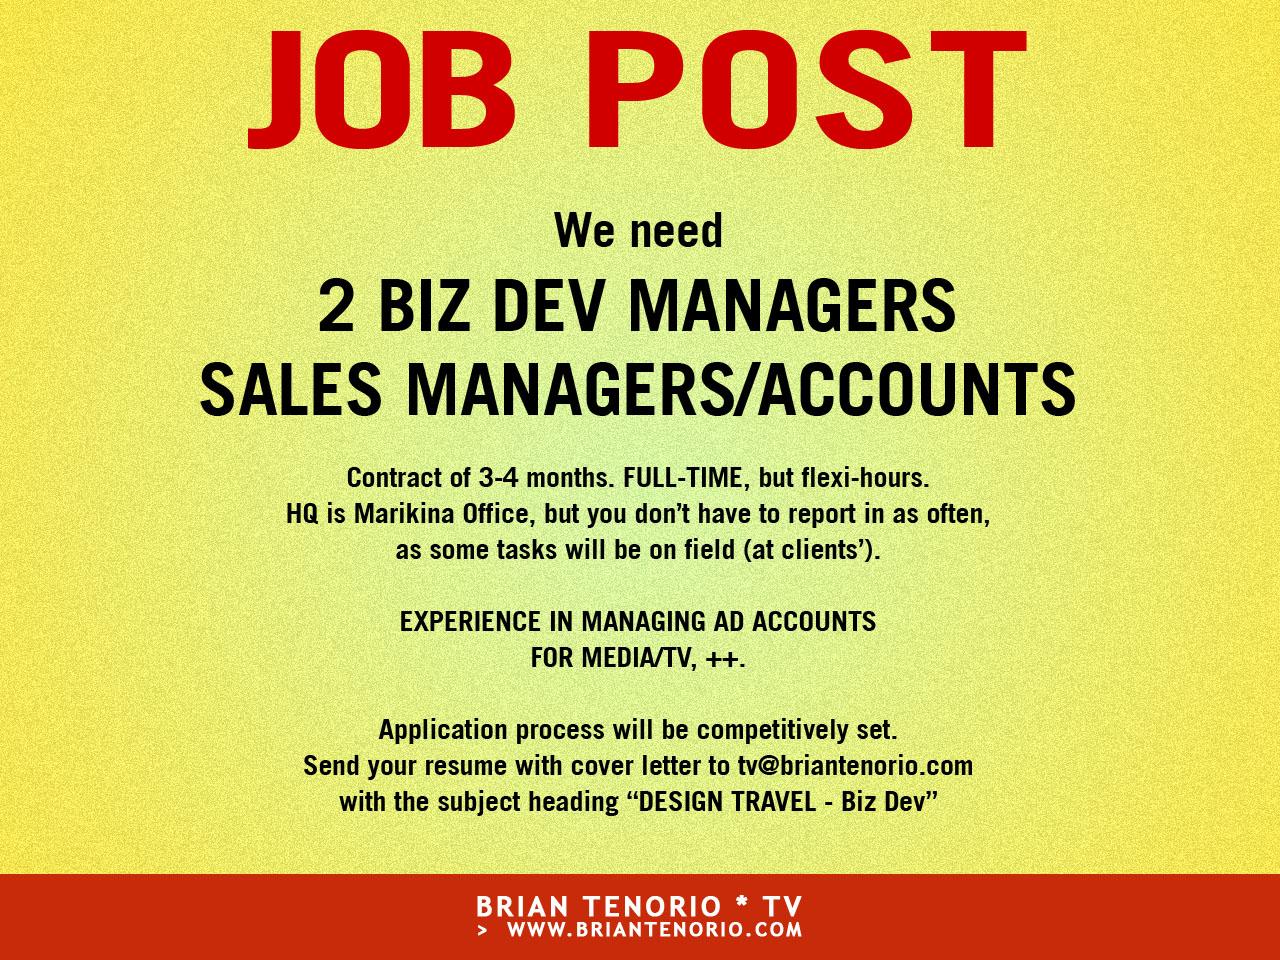 JOB POST
We need
2 BIZ DEV MANAGERS
SALES MANAGERS/ACCOUNTS
Contract of 3-4 months. FULL-TIME, but flexi-hours.
HQ is Marikina Office, but you don’t have to report in as often,
as some tasks will be on field (at clients’).
EXPERIENCE IN MANAGING AD ACCOUNTS
FOR MEDIA/TV, ++.
Application process will be competitively set.
Send your resume with cover letter to tv@briantenorio.com
with the subject heading “DESIGN TRAVEL - Biz Dev”
BRIAN TENORIO * TV
> WWW.BRIANTENORIO.COM